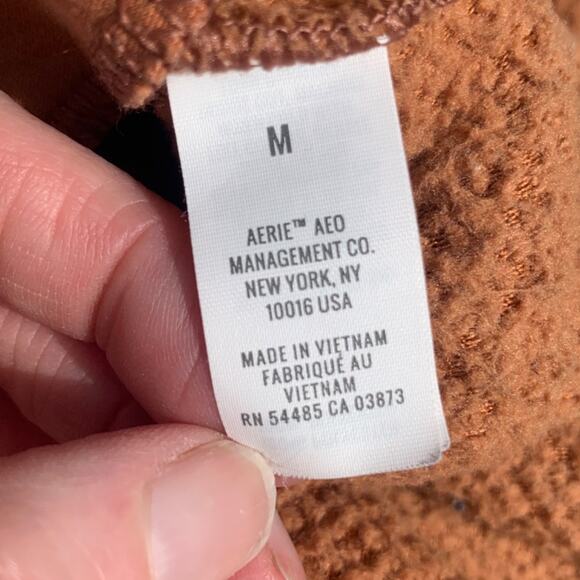 M
AERIE™ AEO
MANAGEMENT CO.
NEW YORK, NY
10016 USA
MADE IN VIETNAM
FABRIQUÉ AU
VIETNAM
RN 54485 CA 03873